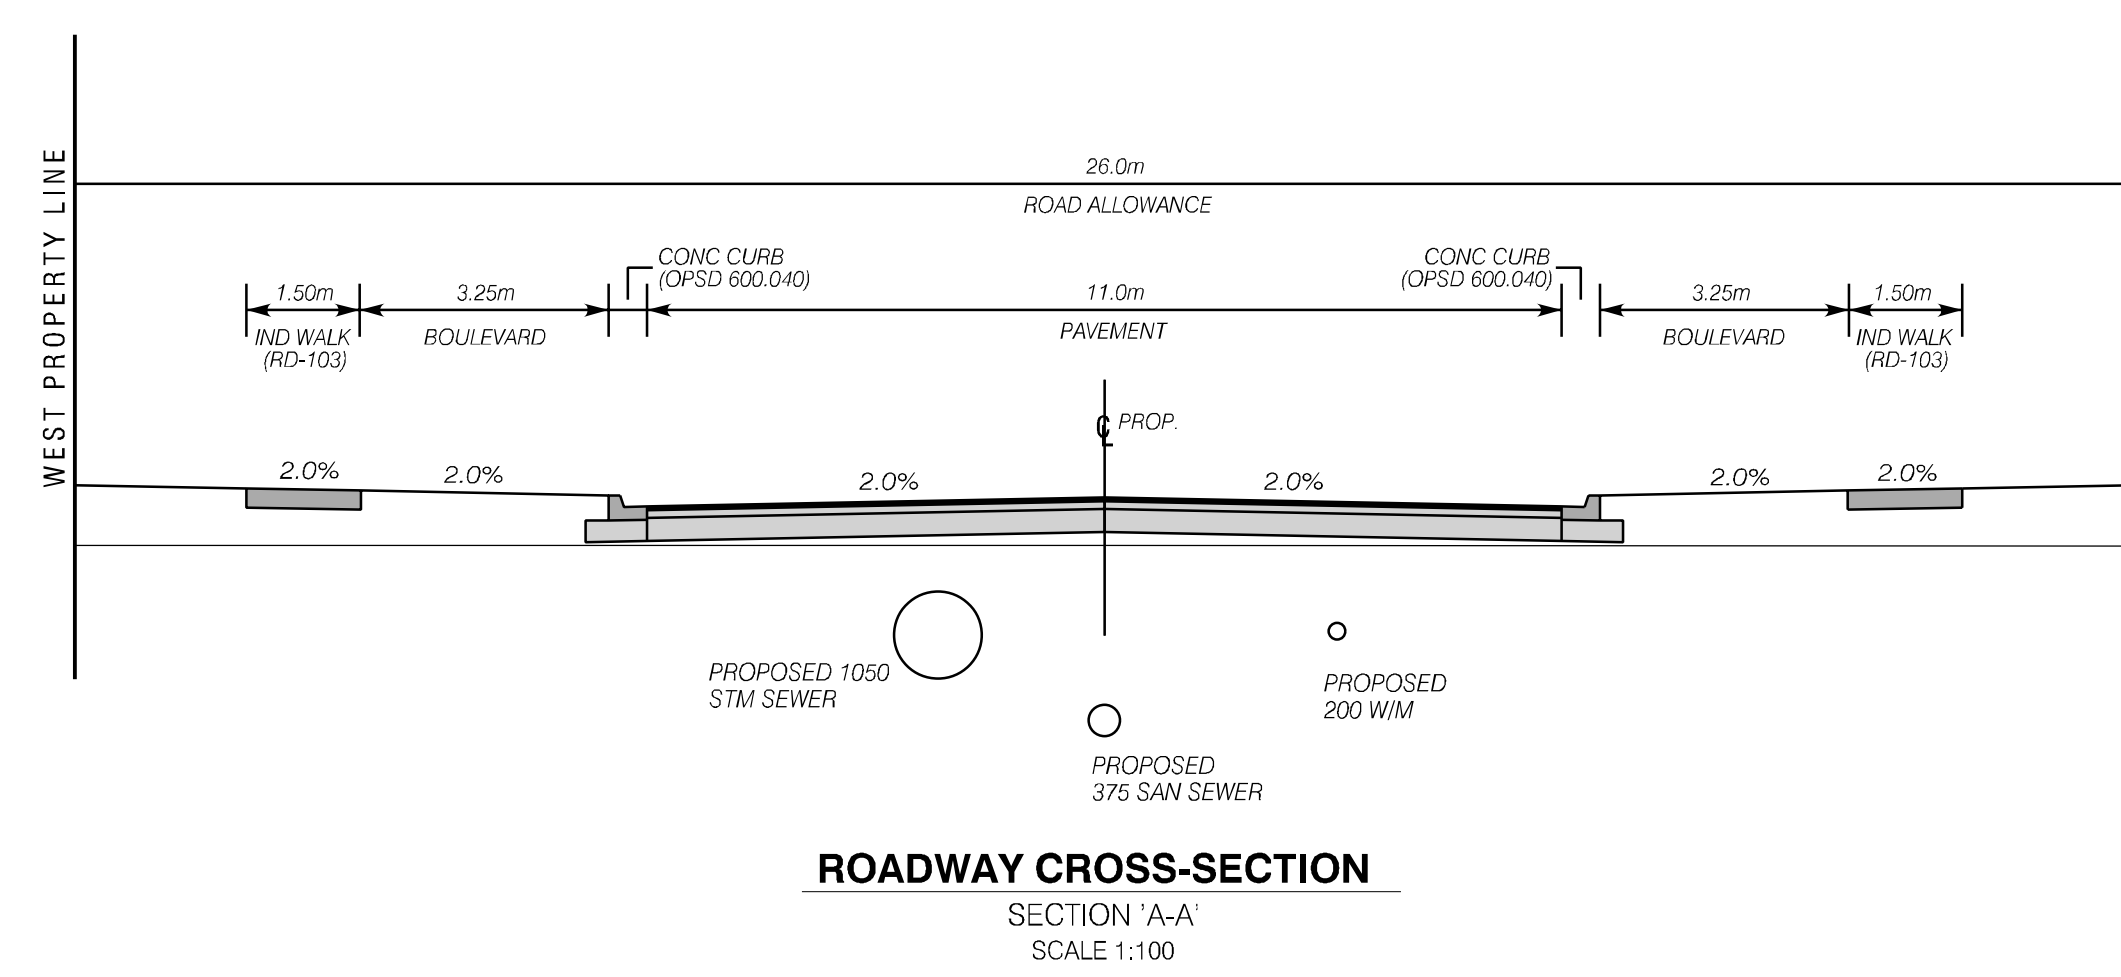 WEST PROPERTY LINE
26.0m
ROAD ALLOWANCE
CONC CURB
(OPSD 600.040)
CONC CURB
(OPSD 600.040)
1.50m
3.25m
11.0m
3.25m
1.50m
IND WALK
(RD-103)
BOULEVARD
PAVEMENT
BOULEVARD
IND WALK
(RD-103)
℄ PROP.
2.0%
2.0%
2.0%
2.0%
2.0%
2.0%
PROPOSED 1050
STM SEWER
PROPOSED
200 W/M
PROPOSED
375 SAN SEWER
ROADWAY CROSS-SECTION
SECTION 'A-A'
SCALE 1:100